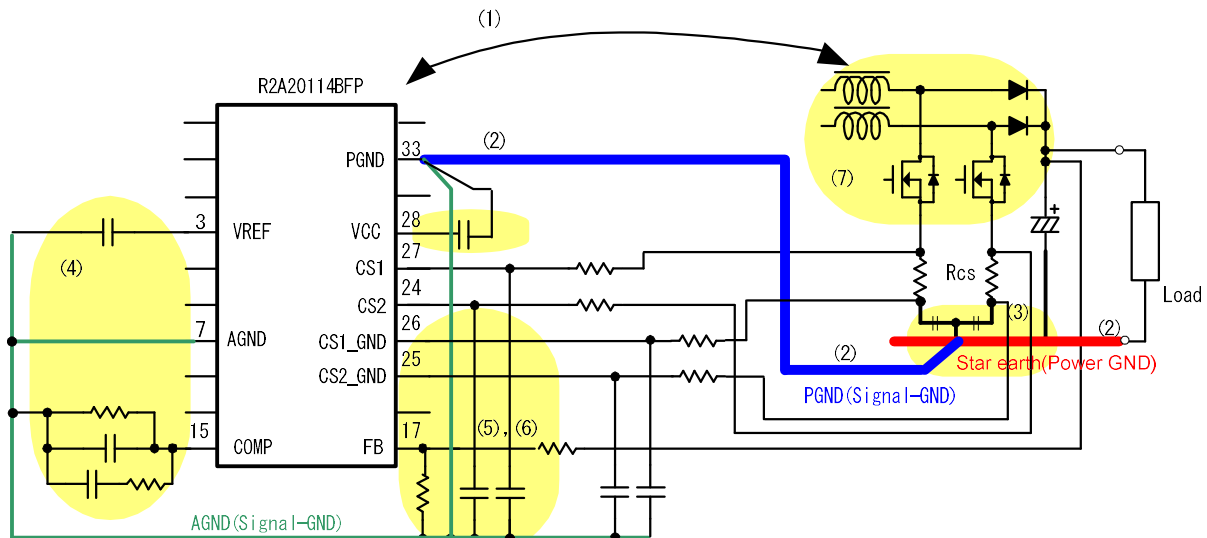 (1)
R2A20114BFP
33
PGND
(2)
(7)
3
VREF
28
VCC
27
CS1
(4)
24
CS2
Rcs
Load
26
7
AGND
CS1_GND
(3)
(2)
25
(2)
Star earth(Power GND)
CS2_GND
PGND(Signal-GND)
15
COMP
17
FB
(5),(6)
AGND(Signal-GND)
+